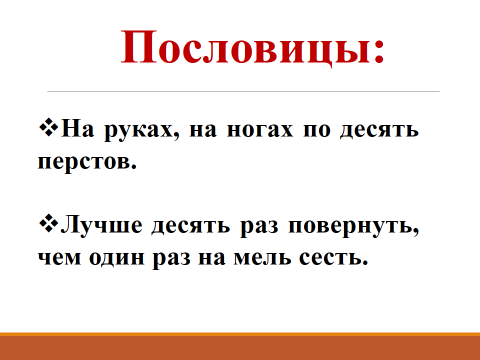 Пословицы:
❖На руках, на ногах по десять
перстов.
❖Лучше десять раз повернуть,
чем один раз на мель сесть.